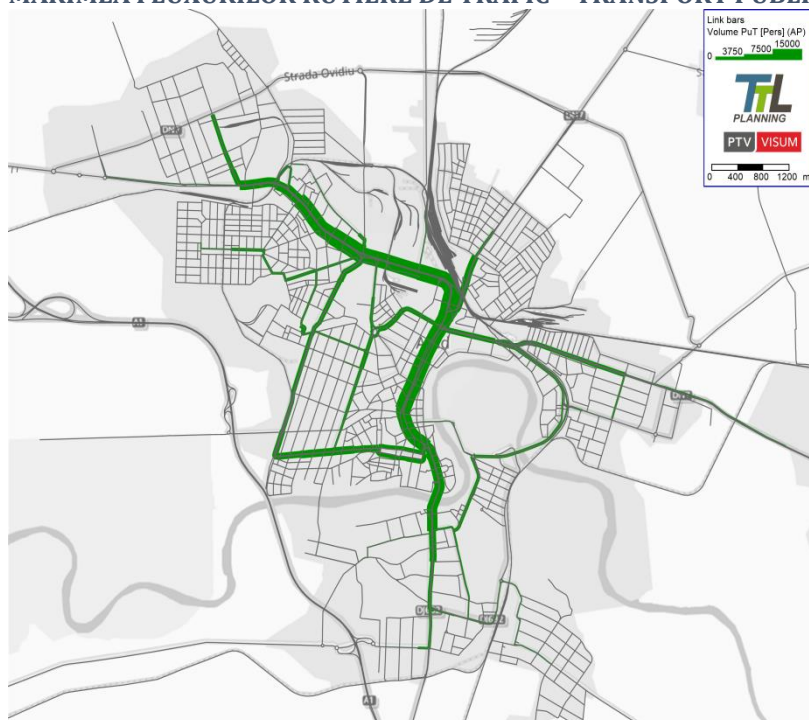 MĂRIMEA FLUXURILOR RUTIERE DE TRAFIC – TRANSPORT PUBLIC
Link bars
Volume PuT [Pers] (AP)
0 3750 7500 15000
TTL
PLANNING
PTV VISUM
0 400 800 1200 m
Strada Ovidiu
A1